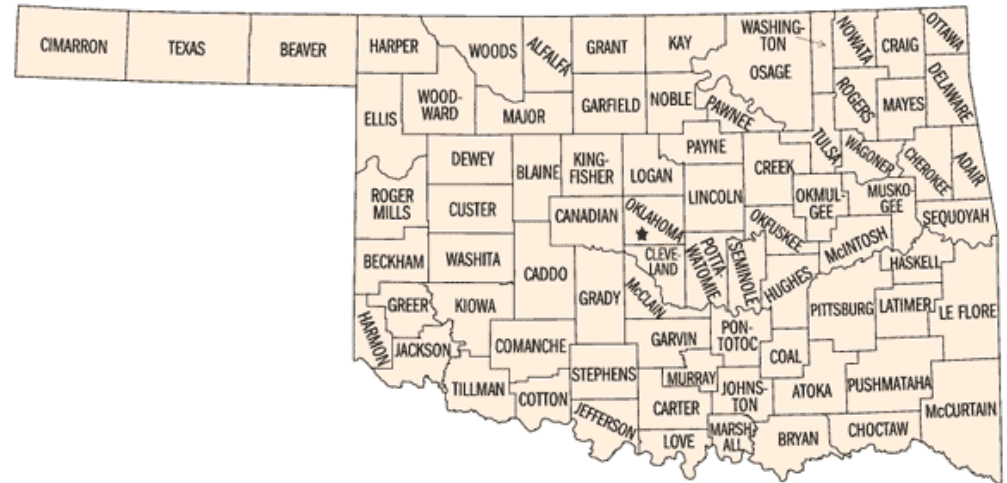 CIMARRON
TEXAS
BEAVER
HARPER
WOODS
ALFALFA
GRANT
KAY
WASHING-
TON
OSAGE
NOWATA
CRAIG
OTTAWA
ELLIS
WOOD-
WARD
MAJOR
GARFIELD
NOBLE
PAWNEE
ROGERS
MAYES
DELAWARE
DEWEY
BLAINE
KING-
FISHER
LOGAN
PAYNE
CREEK
TULSA
WAGONER
CHEROKEE
ADAIR
ROGER
MILLS
CUSTER
CANADIAN
OKLAHOMA
LINCOLN
OKFUSKEE
OKMUL-
GEE
MUSKO-
GEE
SEQUOYAH
BECKHAM
WASHITA
CADDO
GRADY
CLEVE-
LAND
McCLAIN
POTTA-
WATOMIE
SEMINOLE
HUGHES
McINTOSH
HASKELL
GREER
KIOWA
HARMON
JACKSON
COMANCHE
GARVIN
PON-
TOTOC
PITTSBURG
LATIMER
LE FLORE
TILLMAN
COTTON
STEPHENS
MURRAY
COAL
JOHNS-
TON
ATOKA
PUSHMATAHA
McCURTAIN
JEFFERSON
CARTER
LOVE
MARSH-
ALL
BRYAN
CHOCTAW